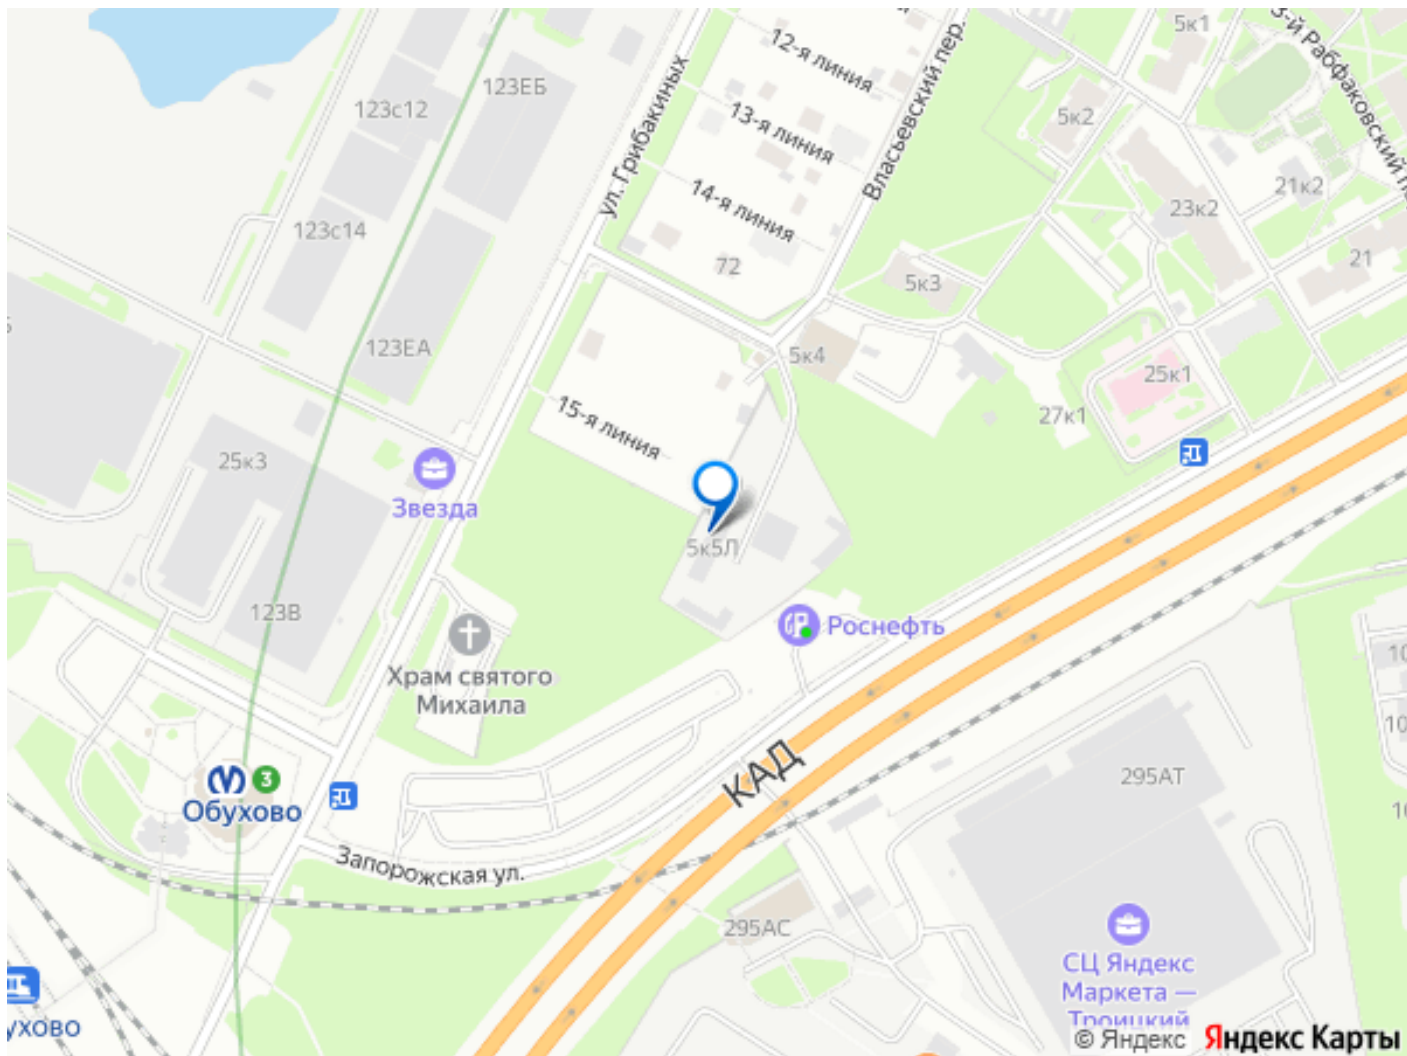 5к1
3-й Рабфаковский п
12-я линия
Власьевский пер.
123ЕБ
123с12
5к2
13-я линия
ул. Грибакиных
14-я линия
21к2
23к2
123с14
72
5к3
21
123ЕА
5к4
25к1
15-я линия
27к1
25к3
Звезда
5к5Л
123В
Роснефть
Храм святого
Михаила
КАД
295АТ
3
Обухово
Запорожская ул.
295АС
СЦ Яндекс
Маркета —
Троицкий
ухово
© Яндекс Яндекс Карты